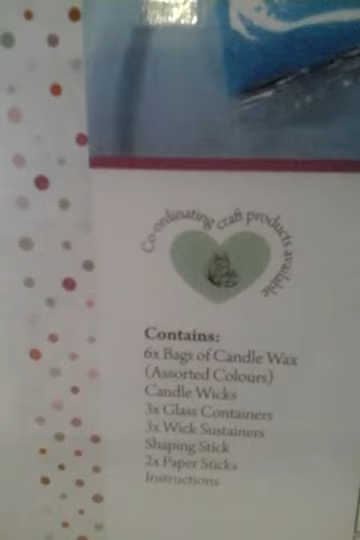 Co-ordinating craft products available
Contains:
6x Bags of Candle Wax
(Assorted Colours)
Candle Wicks
3x Glass Containers
3x Wick Sustainers
Shaping Stick
2x Paper Sticks
Instructions